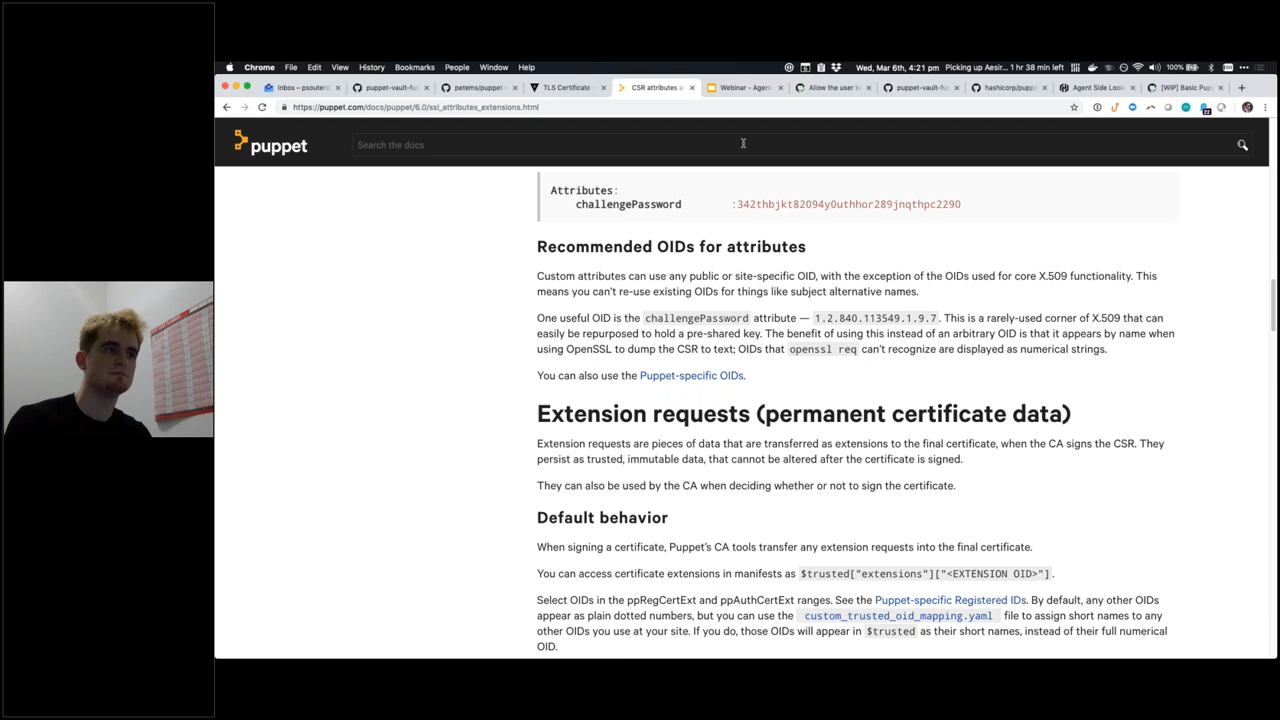 Chrome File Edit View History Bookmarks People Window Help
Wed, Mar 6th, 4:21 pm Picking up Aesir... 1 hr 38 min left 100%
Inbox – psouter puppet-vault-fu petems/puppet- TLS Certificate CSR attributes a Webinar - Agen Allow the user t puppet-vault-fu hashicorp/pupp Agent Side Look [WIP] Basic Pup
https://puppet.com/docs/puppet/6.0/ssl_attributes_extensions.html
puppet
Search the docs
Attributes:
challengePassword :342thbjkt82094y0uthhor289jnqthpc2290
Recommended OIDs for attributes
Custom attributes can use any public or site-specific OID, with the exception of the OIDs used for core X.509 functionality. This
means you can't re-use existing OIDs for things like subject alternative names.
One useful OID is the challengePassword attribute — 1.2.840.113549.1.9.7. This is a rarely-used corner of X.509 that can
easily be repurposed to hold a pre-shared key. The benefit of using this instead of an arbitrary OID is that it appears by name when
using OpenSSL to dump the CSR to text; OIDs that openssl req can't recognize are displayed as numerical strings.
You can also use the Puppet-specific OIDs.
Extension requests (permanent certificate data)
Extension requests are pieces of data that are transferred as extensions to the final certificate, when the CA signs the CSR. They
persist as trusted, immutable data, that cannot be altered after the certificate is signed.
They can also be used by the CA when deciding whether or not to sign the certificate.
Default behavior
When signing a certificate, Puppet's CA tools transfer any extension requests into the final certificate.
You can access certificate extensions in manifests as $trusted["extensions"]["<EXTENSION OID>"].
Select OIDs in the ppRegCertExt and ppAuthCertExt ranges. See the Puppet-specific Registered IDs. By default, any other OIDs
appear as plain dotted numbers, but you can use the custom_trusted_oid_mapping.yaml file to assign short names to any
other OIDs you use at your site. If you do, those OIDs will appear in $trusted as their short names, instead of their full numerical
OID.